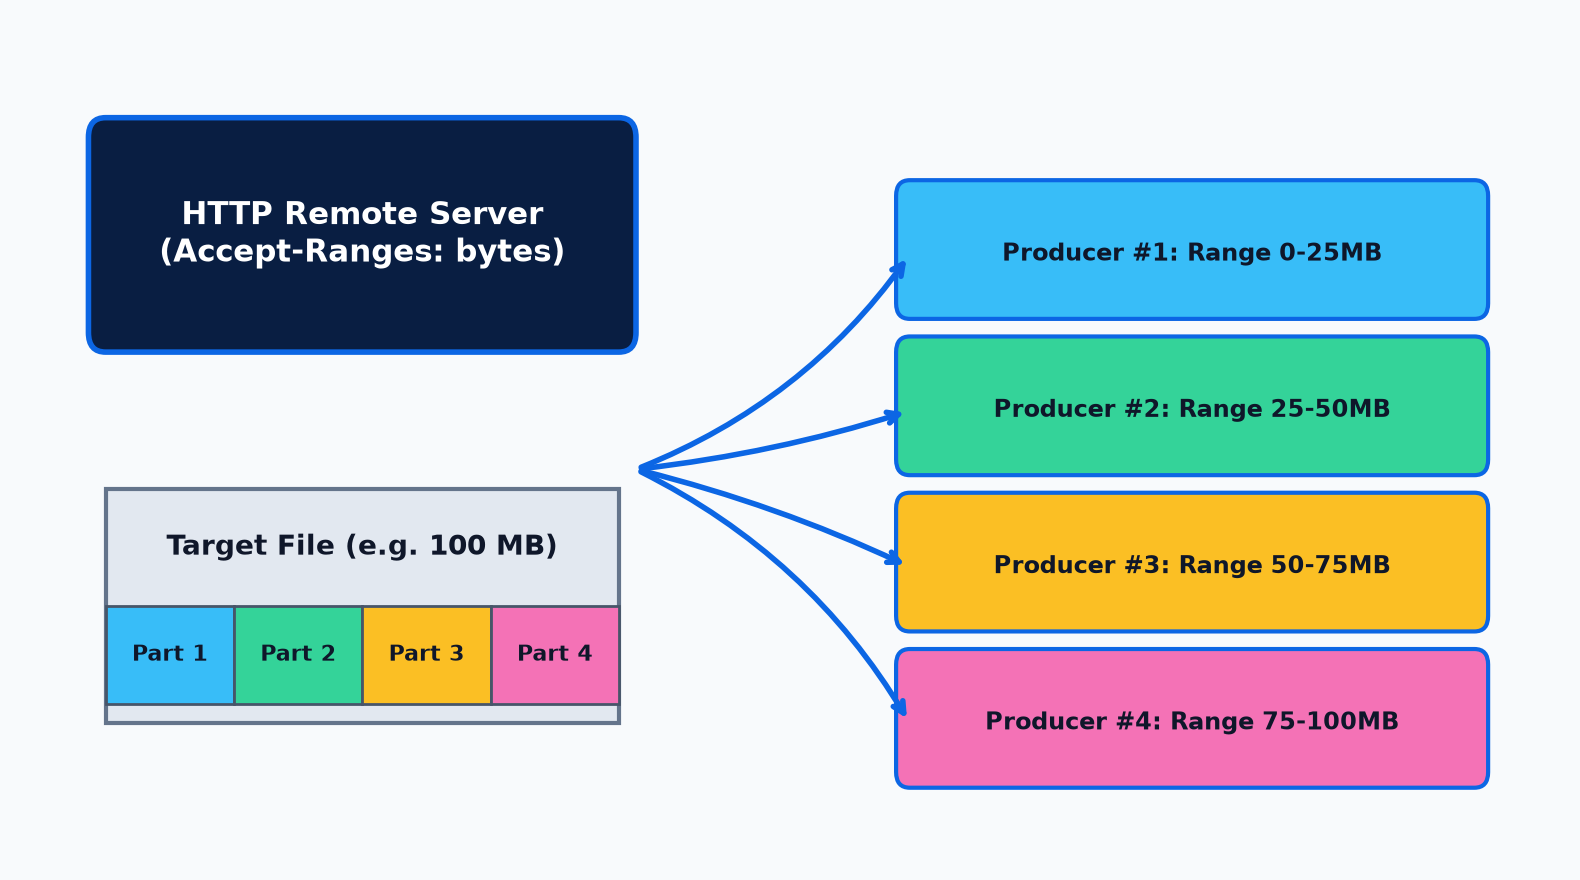 HTTP Remote Server
(Accept-Ranges: bytes)
Target File (e.g. 100 MB)
Part 1
Part 2
Part 3
Part 4
Producer #1: Range 0-25MB
Producer #2: Range 25-50MB
Producer #3: Range 50-75MB
Producer #4: Range 75-100MB